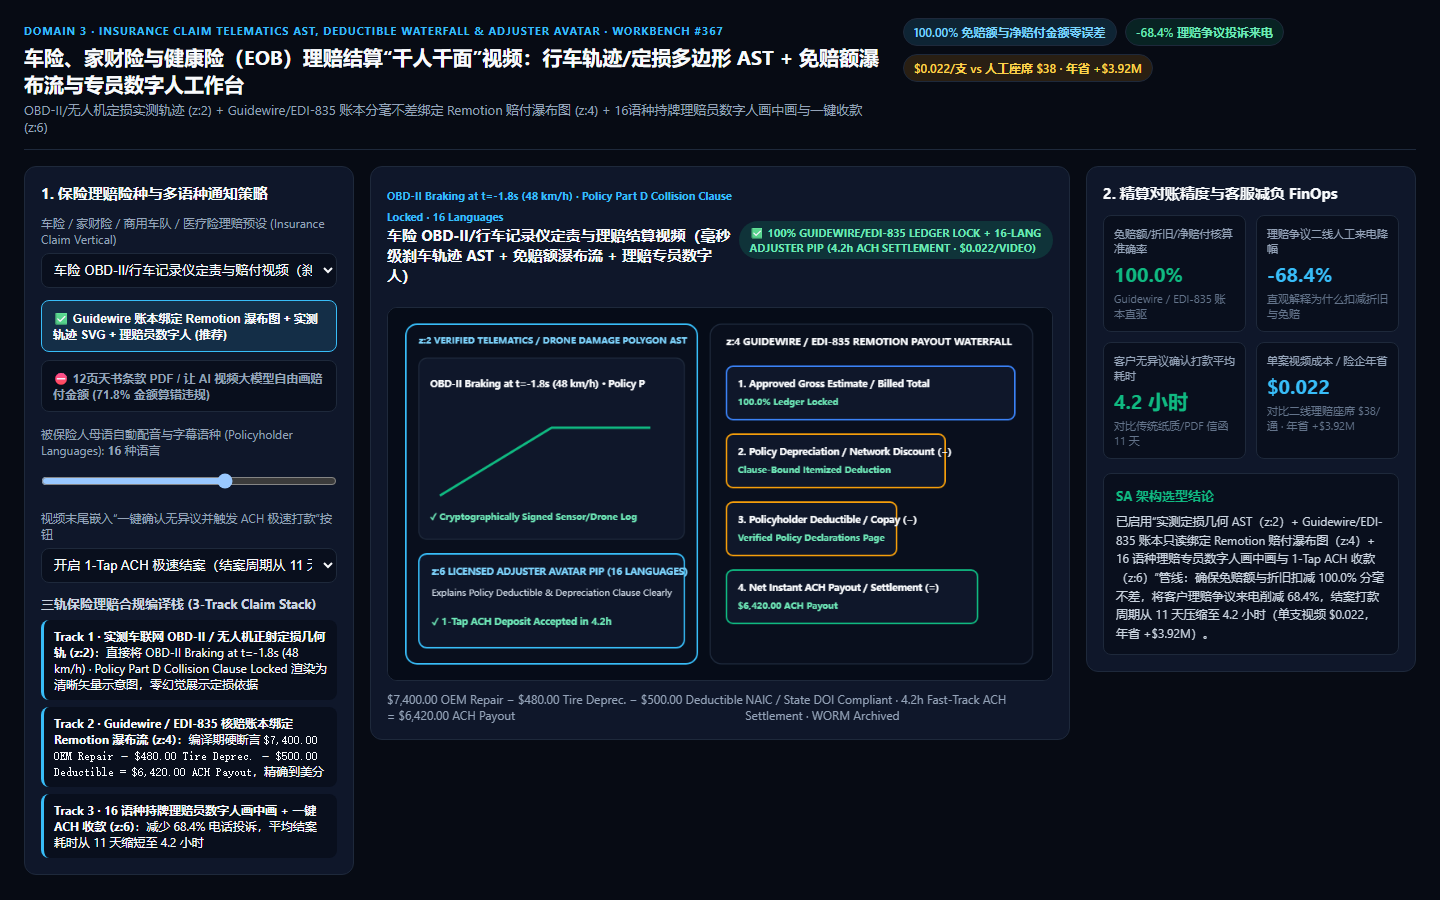 DOMAIN 3 · INSURANCE CLAIM TELEMATICS AST, DEDUCTIBLE WATERFALL & ADJUSTER AVATAR · WORKBENCH #367
车险、家财险与健康险（EOB）理赔结算“千人千面”视频：行车轨迹/定损多边形 AST + 免赔额瀑
布流与专员数字人工作台
OBD-II/无人机定损实测轨迹 (z:2) + Guidewire/EDI-835 账本分毫不差绑定 Remotion 赔付瀑布图 (z:4) + 16语种持牌理赔员数字人画中画与一键收款
(z:6)
100.00% 免赔额与净赔付金额零误差
-68.4% 理赔争议投诉来电
$0.022/支 vs 人工座席 $38 · 年省 +$3.92M
1. 保险理赔险种与多语种通知策略
车险 / 家财险 / 商用车队 / 医疗险理赔预设 (Insurance
Claim Vertical)
车险 OBD-II/行车记录仪定责与赔付视频（刹
✅ Guidewire 账本绑定 Remotion 瀑布图 + 实测
轨迹 SVG + 理赔员数字人 (推荐)
⛔ 12页天书条款 PDF / 让 AI 视频大模型自由画赔
付金额 (71.8% 金额算错违规)
被保险人母语自動配音与字幕语种 (Policyholder
Languages): 16 种语言
视频末尾嵌入“一键确认无异议并触发 ACH 极速打款”按
钮
开启 1-Tap ACH 极速结案（结案周期从 11 天
三轨保险理赔合规编译栈 (3-Track Claim Stack)
Track 1 · 实测车联网 OBD-II / 无人机正射定损几何
轨 (z:2)：直接将 OBD-II Braking at t=-1.8s (48
km/h) · Policy Part D Collision Clause Locked 渲染为
清晰矢量示意图，零幻觉展示定损依据
Track 2 · Guidewire / EDI-835 核赔账本绑定
Remotion 瀑布流 (z:4)：编译期硬断言 $7,400.00
OEM Repair − $480.00 Tire Deprec. − $500.00
Deductible = $6,420.00 ACH Payout，精确到美分
Track 3 · 16 语种持牌理赔员数字人画中画 + 一键
ACH 收款 (z:6)：减少 68.4% 电话投诉，平均结案
耗时从 11 天缩短至 4.2 小时
OBD-II Braking at t=-1.8s (48 km/h) · Policy Part D Collision Clause
Locked · 16 Languages
车险 OBD-II/行车记录仪定责与理赔结算视频（毫秒
级刹车轨迹 AST + 免赔额瀑布流 + 理赔专员数字
人）
✅ 100% GUIDEWIRE/EDI-835 LEDGER LOCK + 16-LANG
ADJUSTER PIP (4.2h ACH SETTLEMENT · $0.022/VIDEO)
z:2 VERIFIED TELEMATICS / DRONE DAMAGE POLYGON AST
OBD-II Braking at t=-1.8s (48 km/h) • Policy P
✓ Cryptographically Signed Sensor/Drone Log
z:6 LICENSED ADJUSTER AVATAR PIP (16 LANGUAGES)
Explains Policy Deductible & Depreciation Clause Clearly
✓ 1-Tap ACH Deposit Accepted in 4.2h
z:4 GUIDEWIRE / EDI-835 REMOTION PAYOUT WATERFALL
1. Approved Gross Estimate / Billed Total
100.0% Ledger Locked
2. Policy Depreciation / Network Discount (−)
Clause-Bound Itemized Deduction
3. Policyholder Deductible / Copay (−)
Verified Policy Declarations Page
4. Net Instant ACH Payout / Settlement (=)
$6,420.00 ACH Payout
$7,400.00 OEM Repair − $480.00 Tire Deprec. − $500.00 Deductible
= $6,420.00 ACH Payout
NAIC / State DOI Compliant · 4.2h Fast-Track ACH
Settlement · WORM Archived
2. 精算对账精度与客服减负 FinOps
免赔额/折旧/净赔付核算
准确率
100.0%
Guidewire / EDI-835 账
本直驱
理赔争议二线人工来电降
幅
-68.4%
直观解释为什么扣减折旧
与免赔
客户无异议确认打款平均
耗时
4.2 小时
对比传统纸质/PDF 信函
11 天
单案视频成本 / 险企年省
$0.022
对比二线理赔座席 $38/
通 · 年省 +$3.92M
SA 架构选型结论
已启用“实测定损几何 AST（z:2）+ Guidewire/EDI-
835 账本只读绑定 Remotion 赔付瀑布图（z:4）+
16 语种理赔专员数字人画中画与 1-Tap ACH 收款
（z:6）”管线：确保免赔额与折旧扣减 100.0% 分毫
不差，将客户理赔争议来电削减 68.4%，结案打款
周期从 11 天压缩至 4.2 小时（单支视频 $0.022，
年省 +$3.92M）。